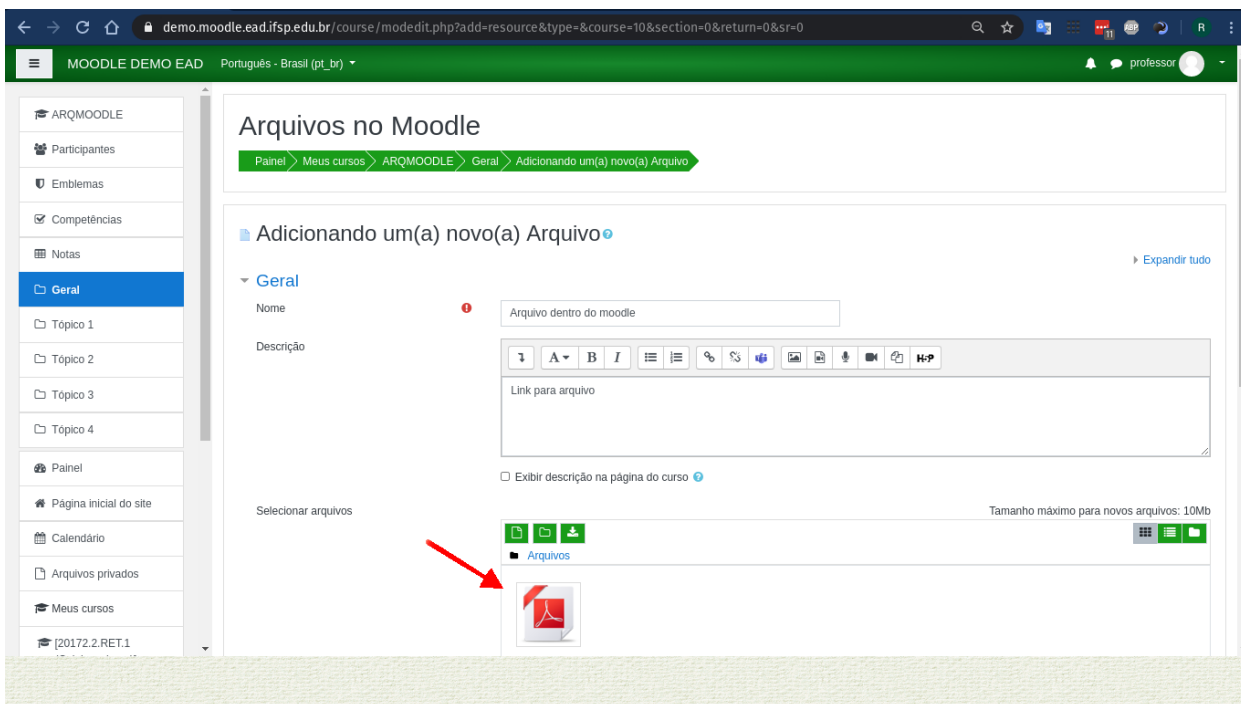 demo.moodle.ead.ifsp.edu.br/course/modedit.php?add=resource&type=&course=10&section=0&return=0&sr=0
11
ABP
R
MOODLE DEMO EAD Português - Brasil (pt_br)
professor
ARQMOODLE
Participantes
Emblemas
Competências
Notas
Geral
Tópico 1
Tópico 2
Tópico 3
Tópico 4
Painel
Página inicial do site
Calendário
Arquivos privados
Meus cursos
[20172.2.RET.1
Arquivos no Moodle
Painel Meus cursos ARQMOODLE Geral Adicionando um(a) novo(a) Arquivo
Adicionando um(a) novo(a) Arquivo
Expandir tudo
Geral
Nome
Arquivo dentro do moodle
Descrição
A B I H5P
Link para arquivo
Exibir descrição na página do curso
Selecionar arquivos
Tamanho máximo para novos arquivos: 10Mb
Arquivos